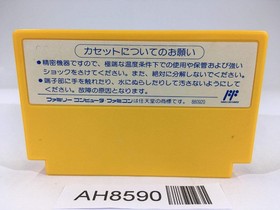 カセットについてのお願い
●精密機器ですので、極端な温度条件下での使用や保管および強い
ショックをさけてください。また、絶対に分解しないでください。
●端子部に手を触れたり、水にぬらしたりして汚さないようにして
ください。故障の原因となります。
ファミリーコンピュータ・ファミコンは任天堂の商標です。
AH8590